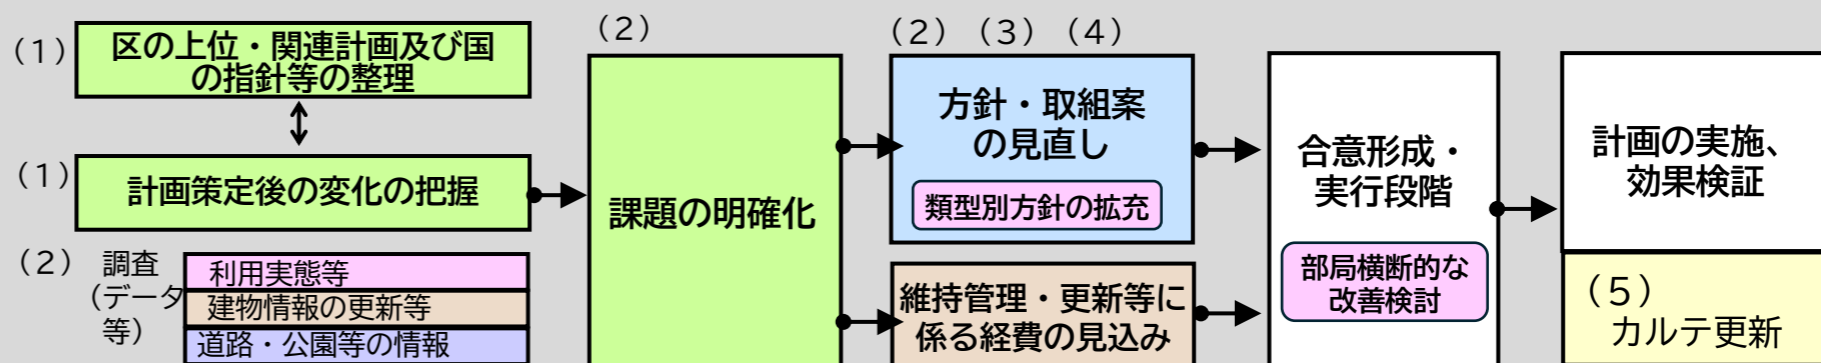 （1）
区の上位・関連計画及び国
の指針等の整理
（1）
計画策定後の変化の把握
（2）
調査
（データ
等）
利用実態等
建物情報の更新等
道路・公園等の情報
（2）
課題の明確化
（2）（3）（4）
方針・取組案
の見直し
類型別方針の拡充
維持管理・更新等に
係る経費の見込み
合意形成・
実行段階
部局横断的な
改善検討
計画の実施、
効果検証
（5）
カルテ更新